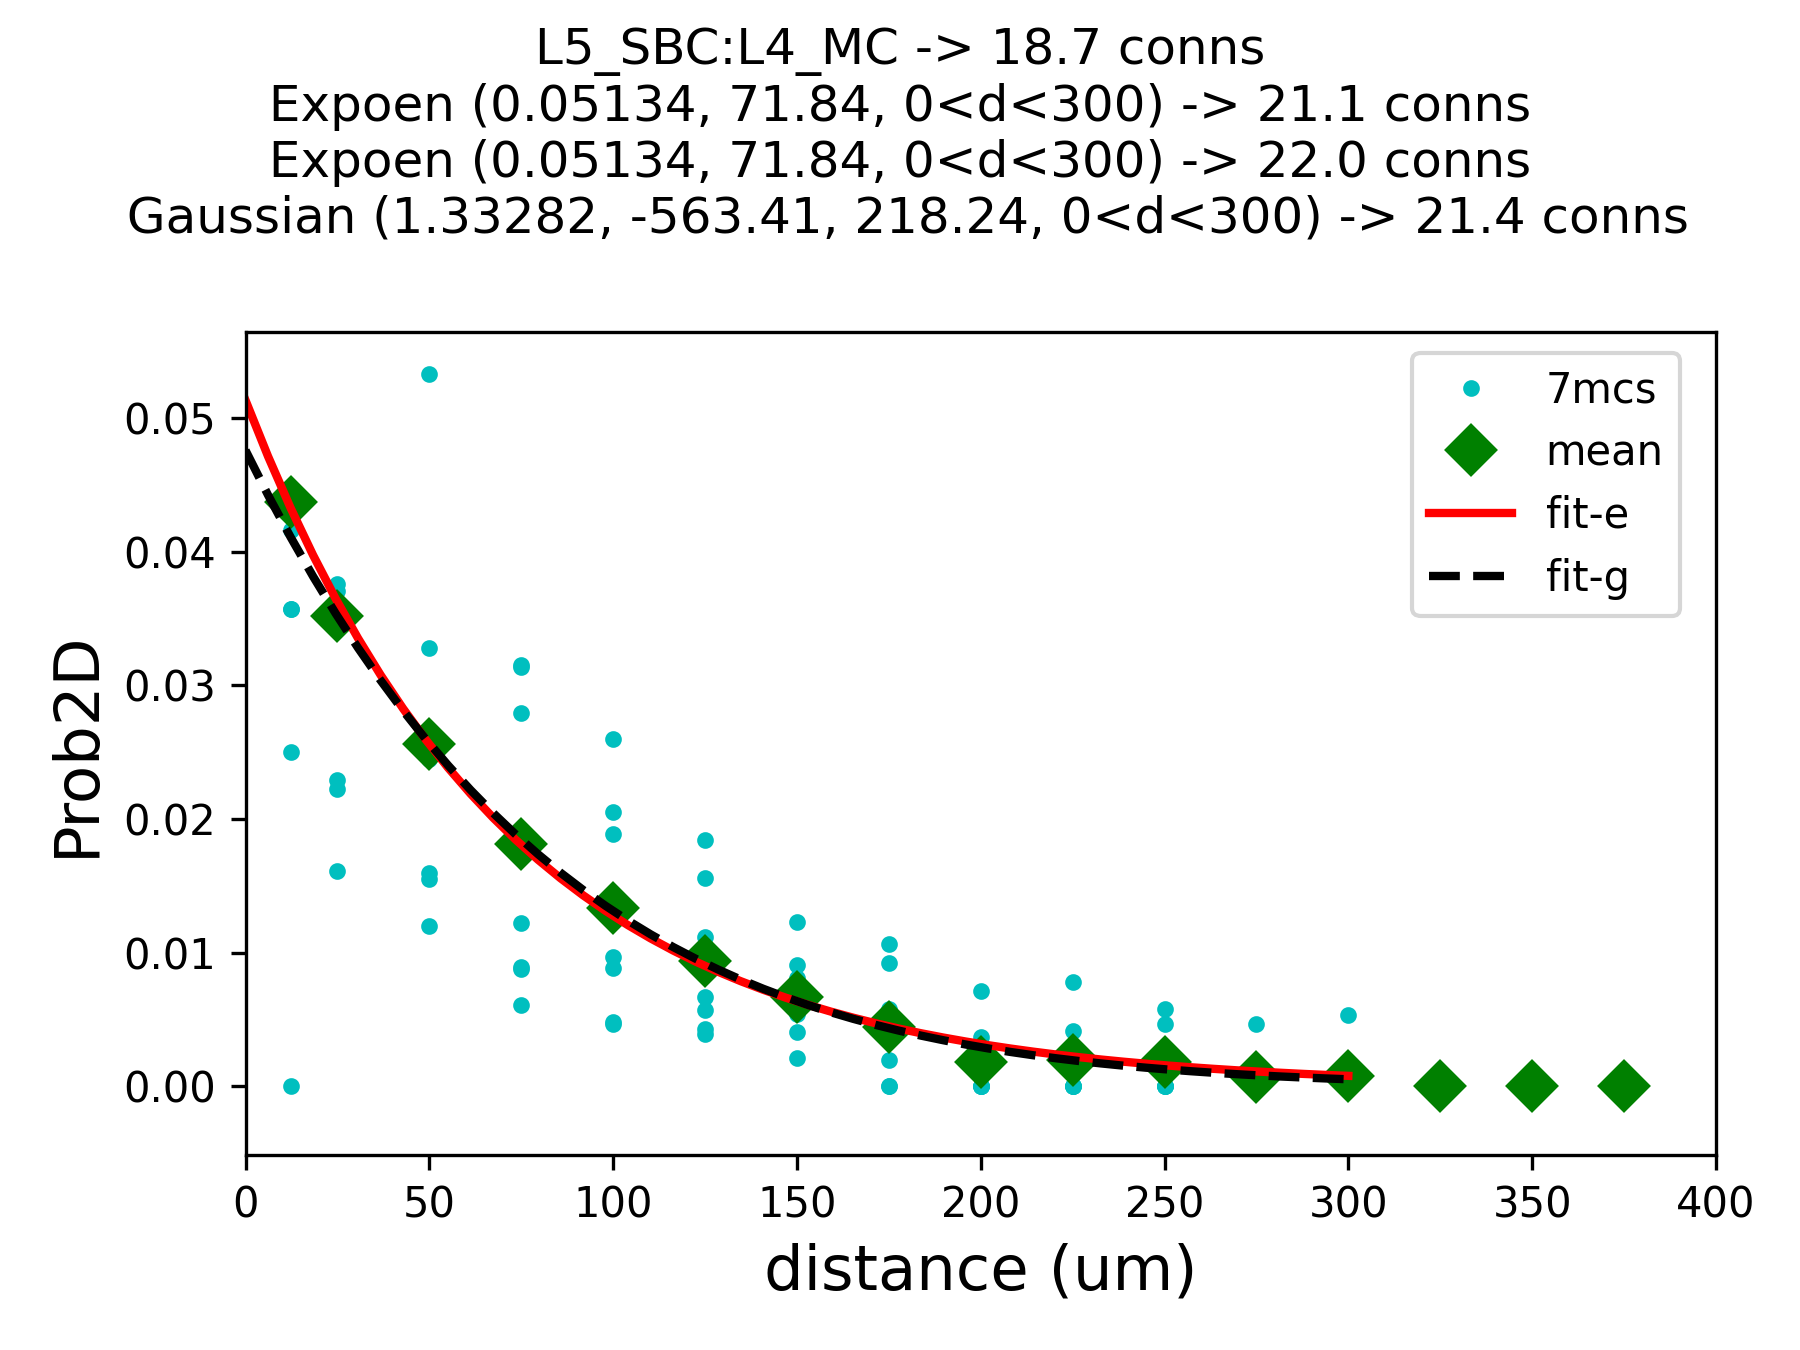 L5_SBC:L4_MC -> 18.7 conns
Expoen (0.05134, 71.84, 0<d<300) -> 21.1 conns
Expoen (0.05134, 71.84, 0<d<300) -> 22.0 conns
Gaussian (1.33282, -563.41, 218.24, 0<d<300) -> 21.4 conns
7mcs
mean
fit-e
fit-g
0.05
0.04
0.03
0.02
0.01
0.00
Prob2D
0 50 100 150 200 250 300 350 400
distance (um)